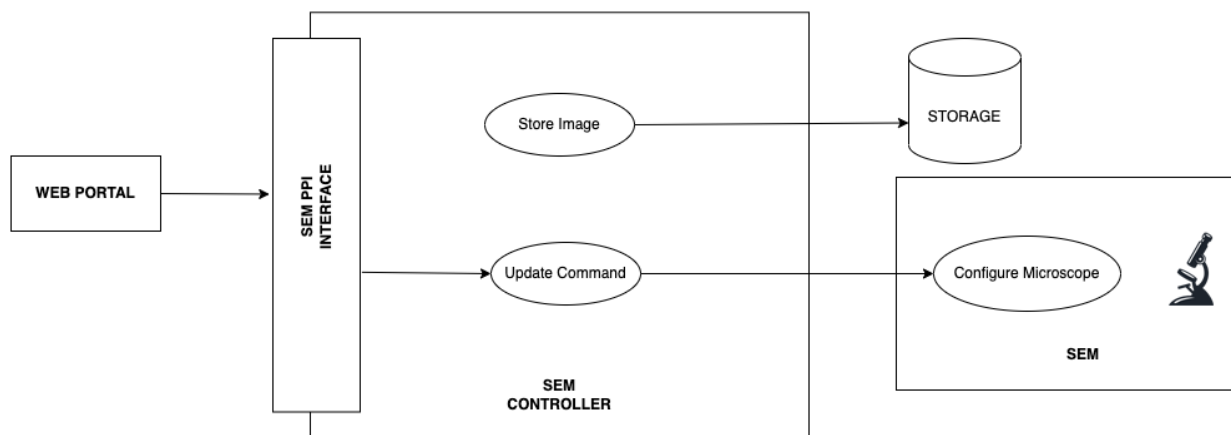 WEB PORTAL
SEM PPI
INTERFACE
Store Image
STORAGE
Update Command
Configure Microscope
SEM
SEM
CONTROLLER